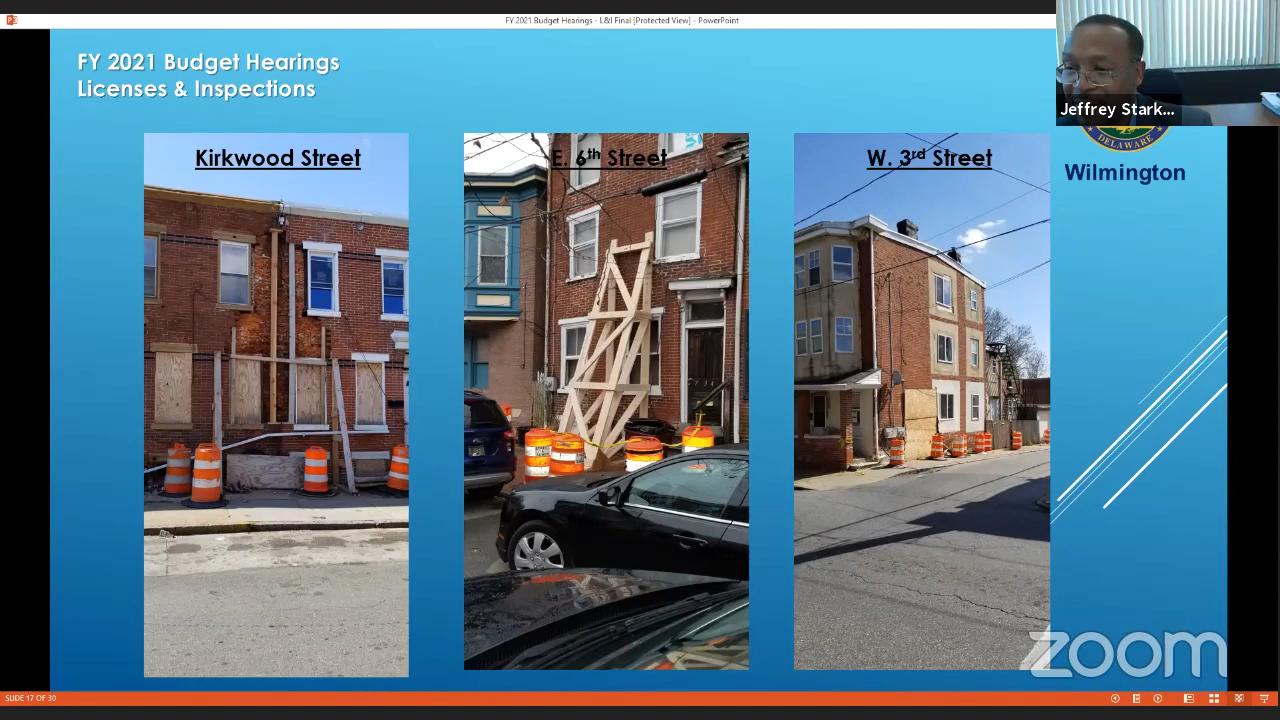 FY 2021 Budget Hearings - L&I Final [Protected View] - PowerPoint
FY 2021 Budget Hearings
Licenses & Inspections
Jeffrey Stark...
DELAWARE
Wilmington
Kirkwood Street
E. 6th Street
W. 3rd Street
zoom
SLIDE 17 OF 30